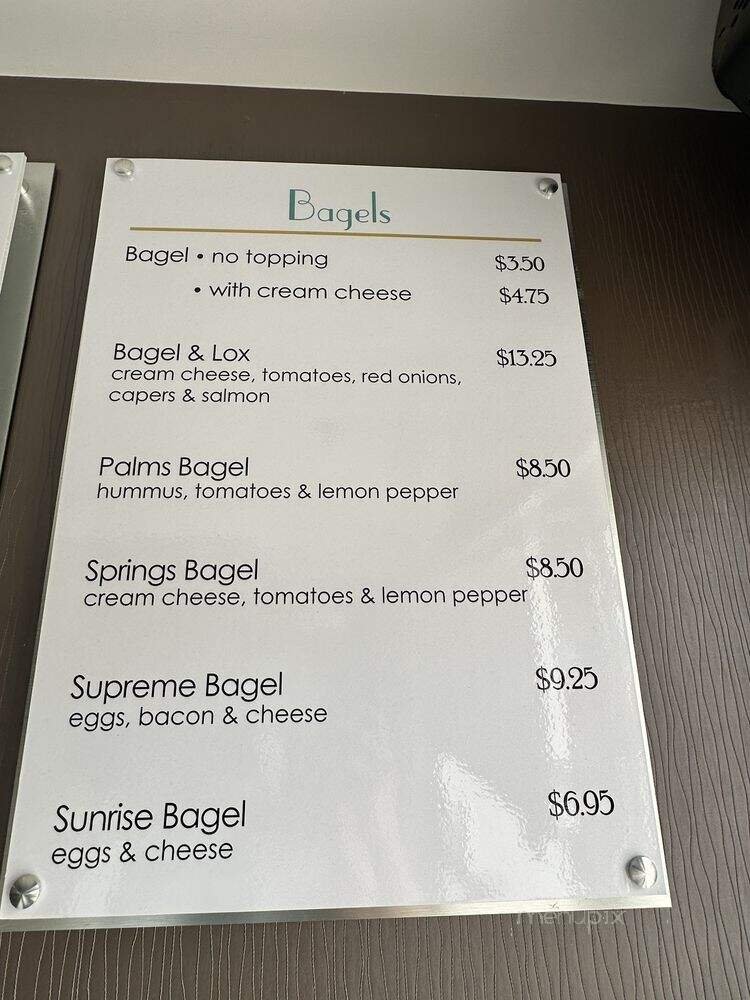 Bagels
Bagel • no topping $3.50
• with cream cheese $4.75
Bagel & Lox $13.25
cream cheese, tomatoes, red onions,
capers & salmon
Palms Bagel $8.50
hummus, tomatoes & lemon pepper
Springs Bagel $8.50
cream cheese, tomatoes & lemon pepper
Supreme Bagel $9.25
eggs, bacon & cheese
Sunrise Bagel $6.95
eggs & cheese
menupix